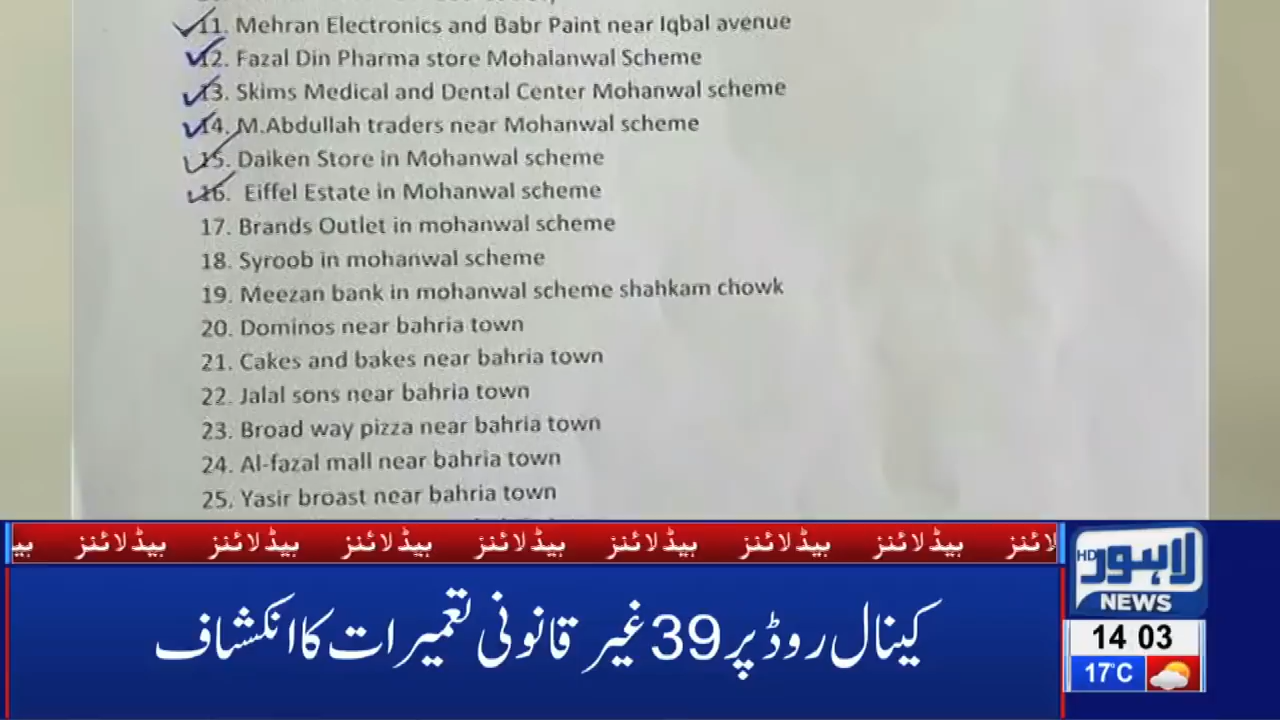 11. Mehran Electronics and Babr Paint near Iqbal avenue
12. Fazal Din Pharma store Mohalanwal Scheme
13. Skims Medical and Dental Center Mohanwal scheme
14. M.Abdullah traders near Mohanwal scheme
15. Daiken Store in Mohanwal scheme
16. Eiffel Estate in Mohanwal scheme
17. Brands Outlet in mohanwal scheme
18. Syroob in mohanwal scheme
19. Meezan bank in mohanwal scheme shahkam chowk
20. Dominos near bahria town
21. Cakes and bakes near bahria town
22. Jalal sons near bahria town
23. Broad way pizza near bahria town
24. Al-fazal mall near bahria town
25. Yasir broast near bahria town
ہیڈلائنز ہیڈلائنز ہیڈلائنز ہیڈلائنز ہیڈلائنز ہیڈلائنز ہیڈلائنز
کینال روڈ پر 39 غیر قانونی تعمیرات کا انکشاف
لاہور HD
NEWS
14 03
17°C